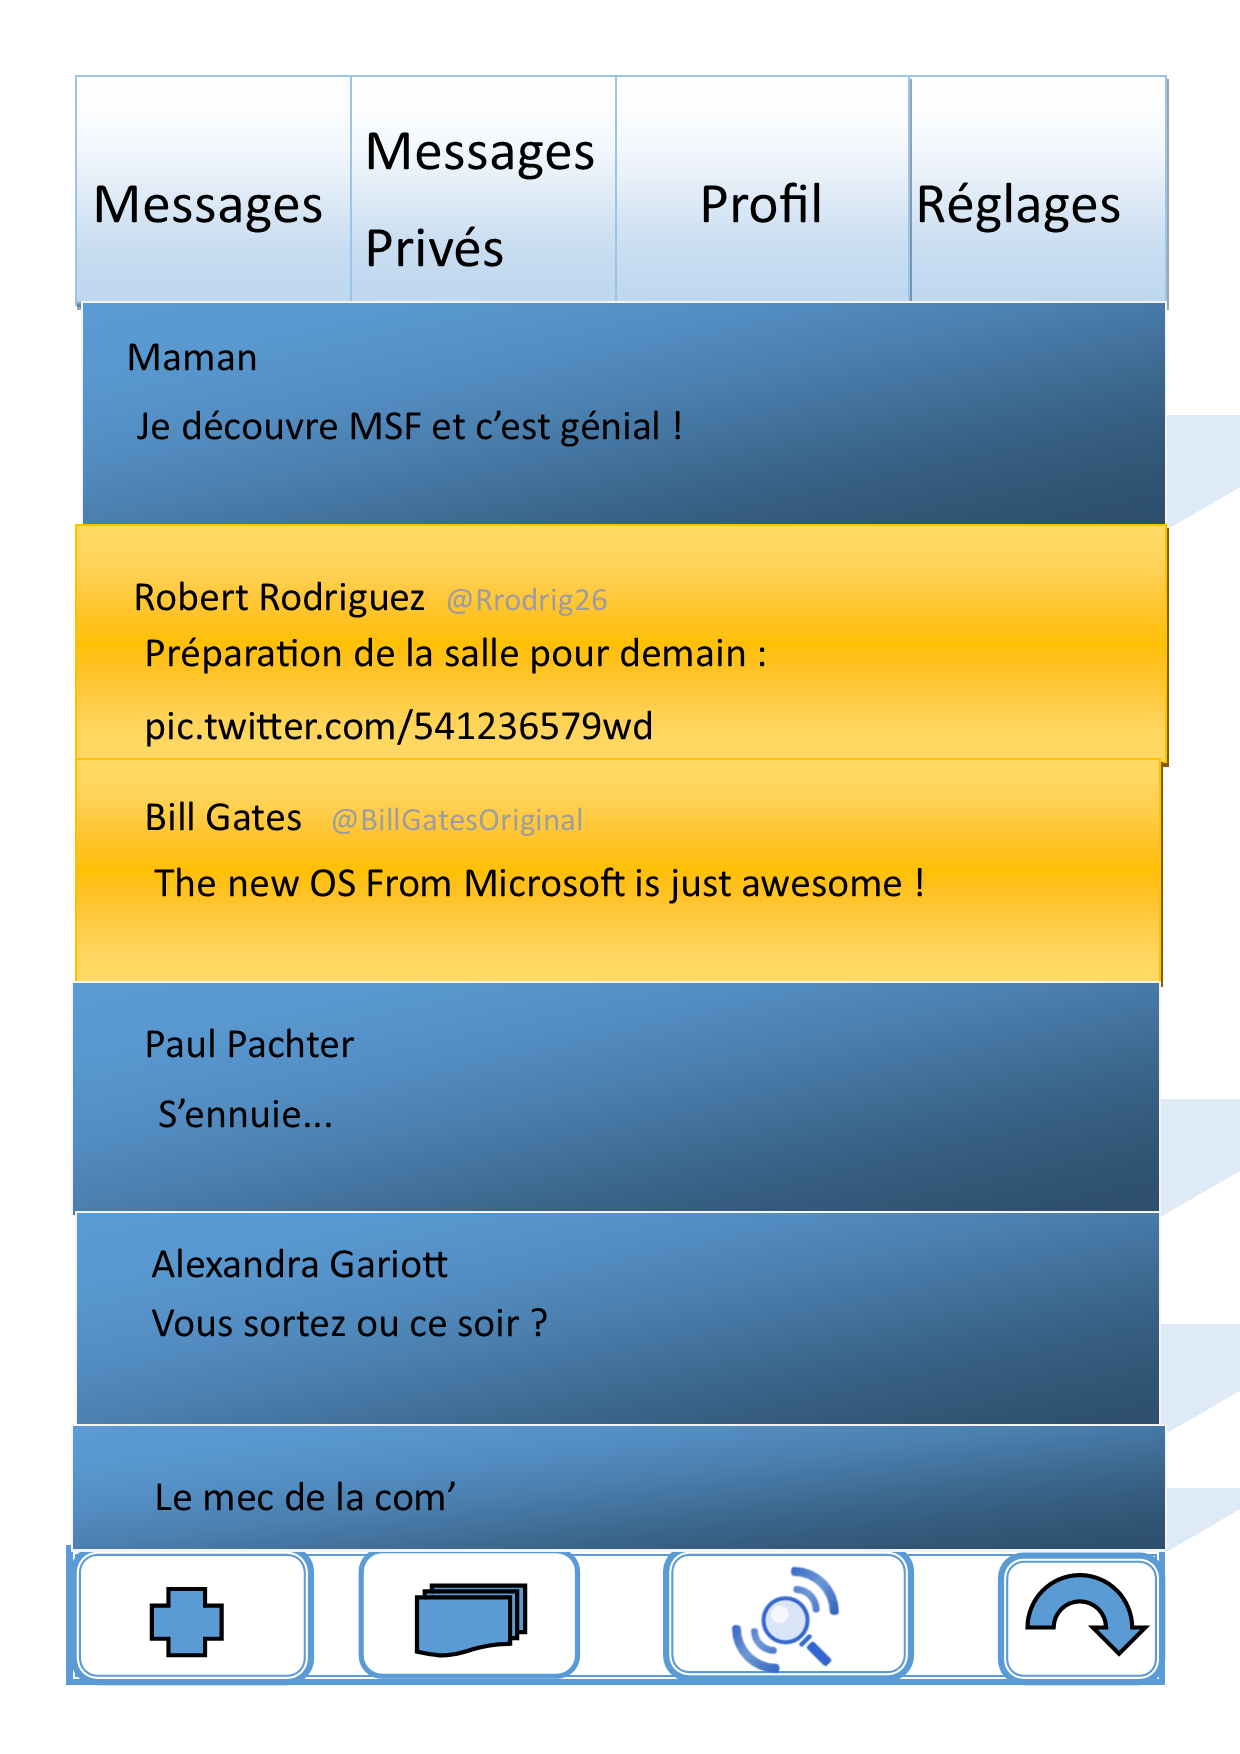 Messages
Messages
Privés
Profil
Réglages
Maman
Je découvre MSF et c’est génial !
Robert Rodriguez @Rrodrig26
Préparation de la salle pour demain :
pic.twitter.com/541236579wd
Bill Gates @BillGatesOriginal
The new OS From Microsoft is just awesome !
Paul Pachter
S’ennuie...
Alexandra Gariott
Vous sortez ou ce soir ?
Le mec de la com’